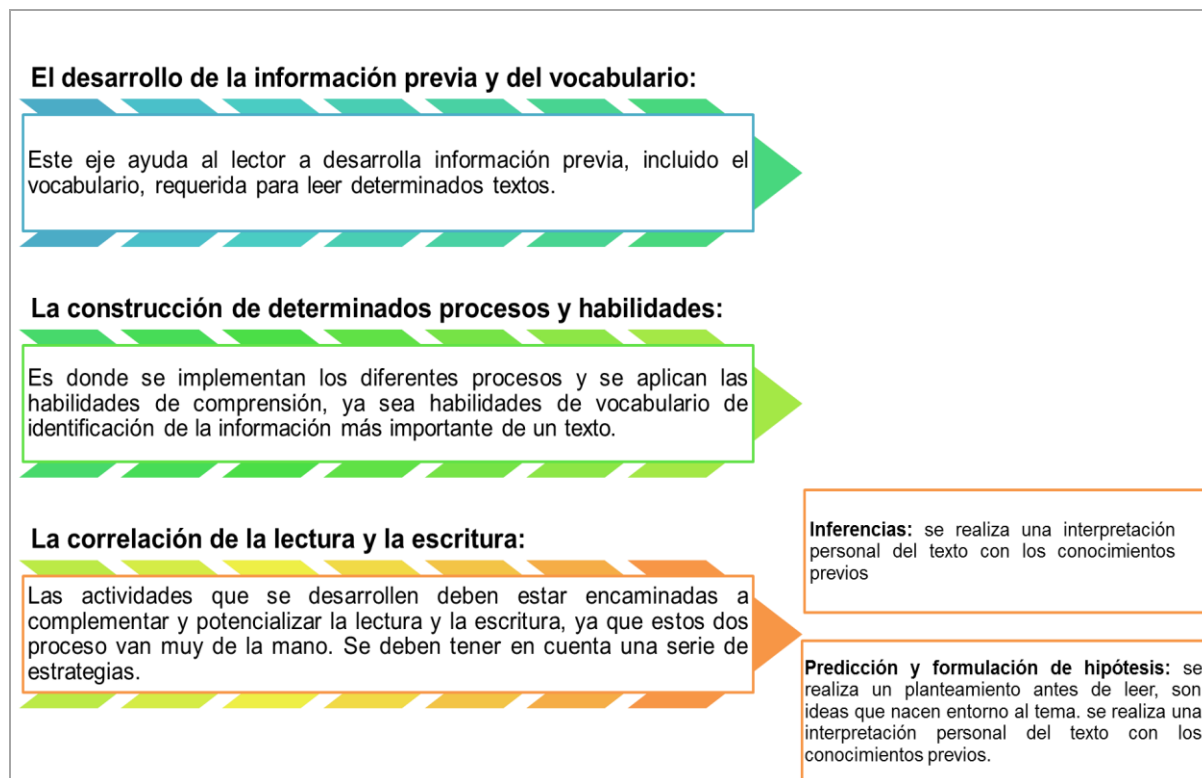 El desarrollo de la información previa y del vocabulario:
Este eje ayuda al lector a desarrolla información previa, incluido el
vocabulario, requerida para leer determinados textos.
La construcción de determinados procesos y habilidades:
Es donde se implementan los diferentes procesos y se aplican las
habilidades de comprensión, ya sea habilidades de vocabulario de
identificación de la información más importante de un texto.
La correlación de la lectura y la escritura:
Las actividades que se desarrollen deben estar encaminadas a
complementar y potencializar la lectura y la escritura, ya que estos dos
proceso van muy de la mano. Se deben tener en cuenta una serie de
estrategias.
Inferencias: se realiza una interpretación
personal del texto con los conocimientos
previos
Predicción y formulación de hipótesis: se
realiza un planteamiento antes de leer, son
ideas que nacen entorno al tema. se realiza una
interpretación personal del texto con los
conocimientos previos.